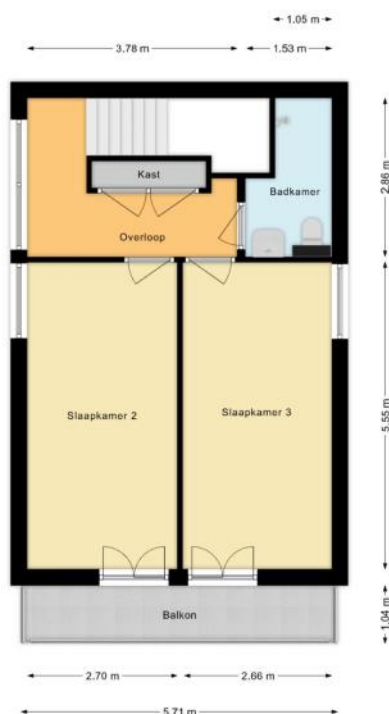 1.05 m
3.78 m
1.53 m
Kast
Badkamer
2.86 m
Overloop
Slaapkamer 2
Slaapkamer 3
5.55 m
Balkon
1.04 m
2.70 m
2.66 m
5.71 m